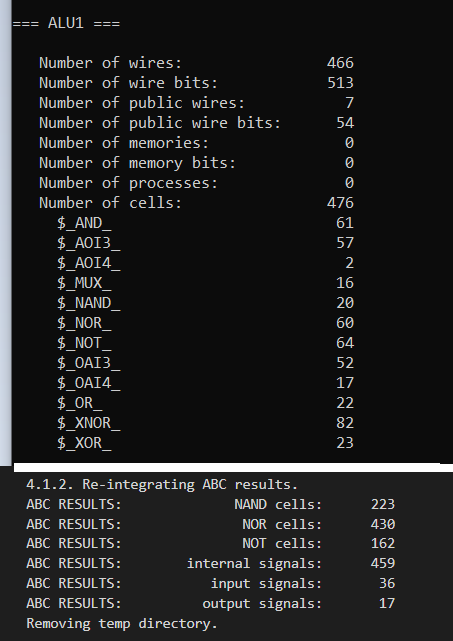 === ALU1 ===
Number of wires: 466
Number of wire bits: 513
Number of public wires: 7
Number of public wire bits: 54
Number of memories: 0
Number of memory bits: 0
Number of processes: 0
Number of cells: 476
$_AND_ 61
$_AOI3_ 57
$_AOI4_ 2
$_MUX_ 16
$_NAND_ 20
$_NOR_ 60
$_NOT_ 64
$_OAI3_ 52
$_OAI4_ 17
$_OR_ 22
$_XNOR_ 82
$_XOR_ 23
4.1.2. Re-integrating ABC results.
ABC RESULTS: NAND cells: 223
ABC RESULTS: NOR cells: 430
ABC RESULTS: NOT cells: 162
ABC RESULTS: internal signals: 459
ABC RESULTS: input signals: 36
ABC RESULTS: output signals: 17
Removing temp directory.